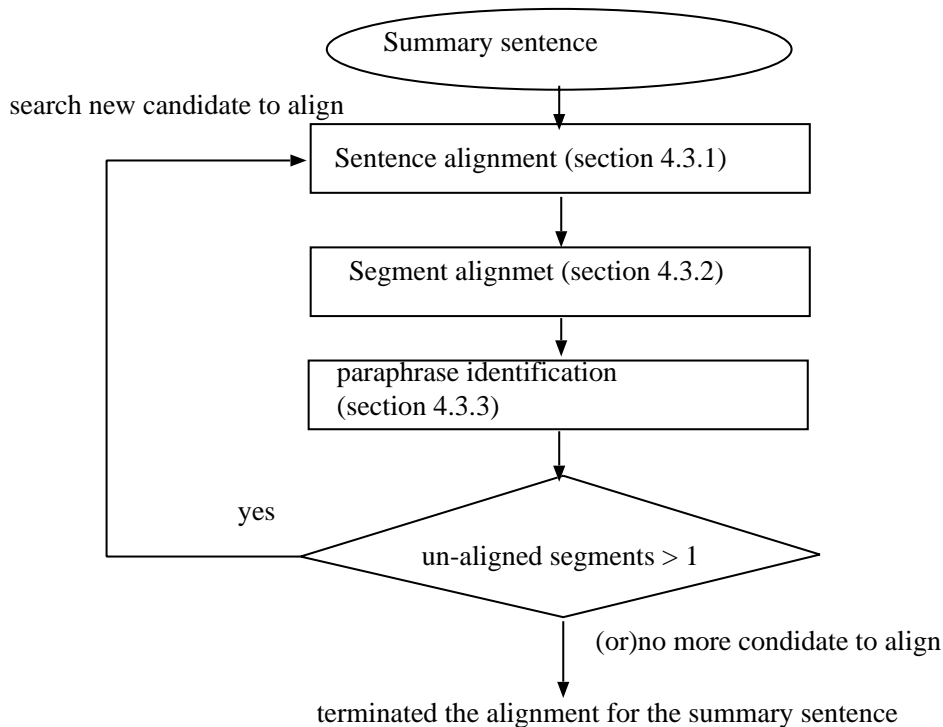 Summary sentence
search new candidate to align
Sentence alignment (section 4.3.1)
Segment alignmet (section 4.3.2)
paraphrase identification
(section 4.3.3)
yes
un-aligned segments > 1
(or)no more condidate to align
terminated the alignment for the summary sentence